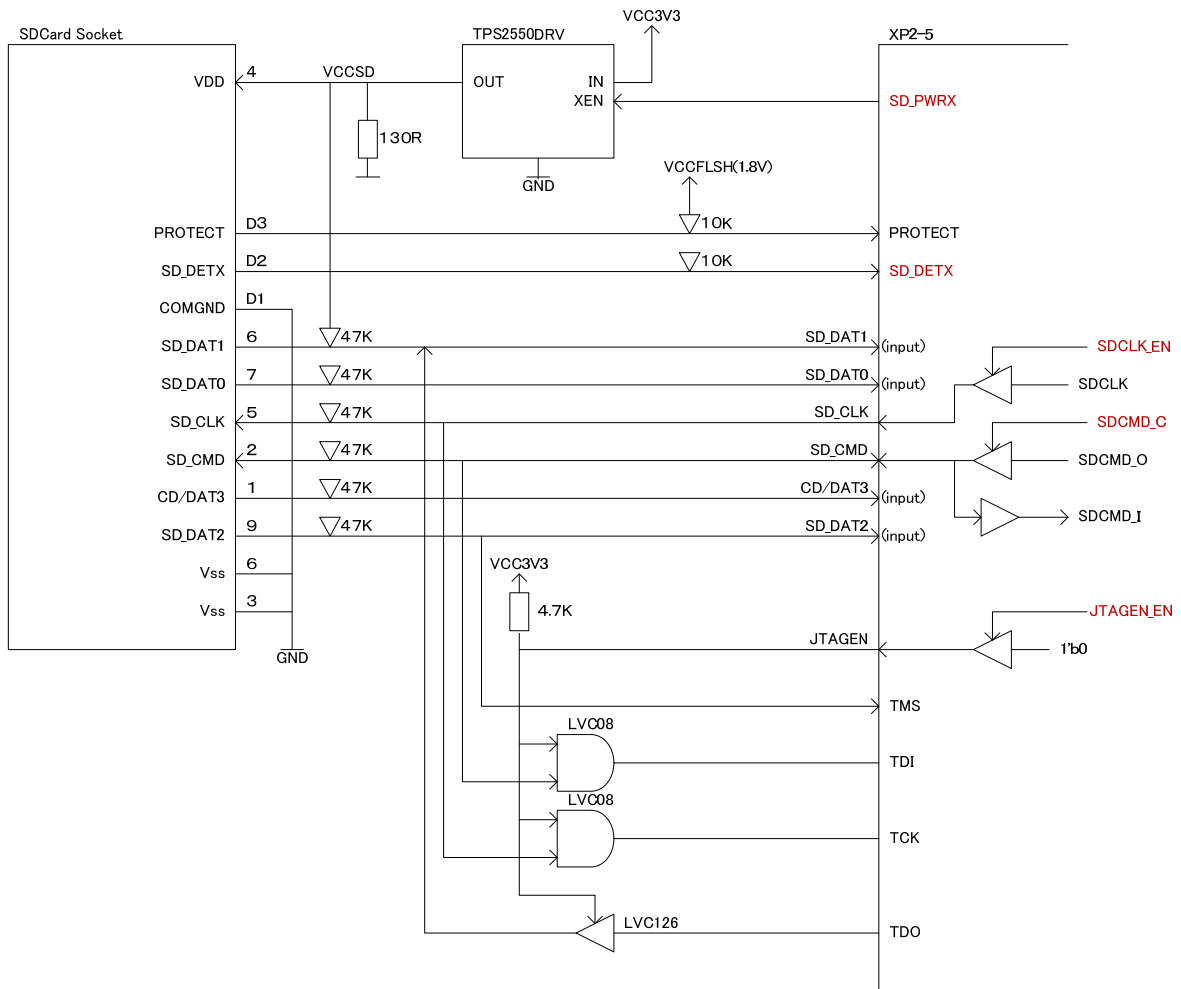 VCC3V3
SDCard Socket
TPS2550DRV
XP2-5
VDD
4
VCCSD
OUT
IN
XEN
SD_PWRX
130R
GND
VCCFLSH(1.8V)
PROTECT
D3
10K
PROTECT
SD_DETX
D2
10K
SD_DETX
COMGND
D1
SD_DAT1
6
47K
SD_DAT1
(input)
SDCLK_EN
SD_DAT0
7
47K
SD_DAT0
(input)
SDCLK
SD_CLK
5
47K
SD_CLK
SDCMD_C
SD_CMD
2
47K
SD_CMD
SDCMD_O
CD/DAT3
1
47K
CD/DAT3
(input)
SDCMD_I
SD_DAT2
9
47K
SD_DAT2
(input)
Vss
6
VCC3V3
Vss
3
4.7K
JTAGEN_EN
GND
JTAGEN
1'b0
TMS
LVC08
TDI
LVC08
TCK
LVC126
TDO